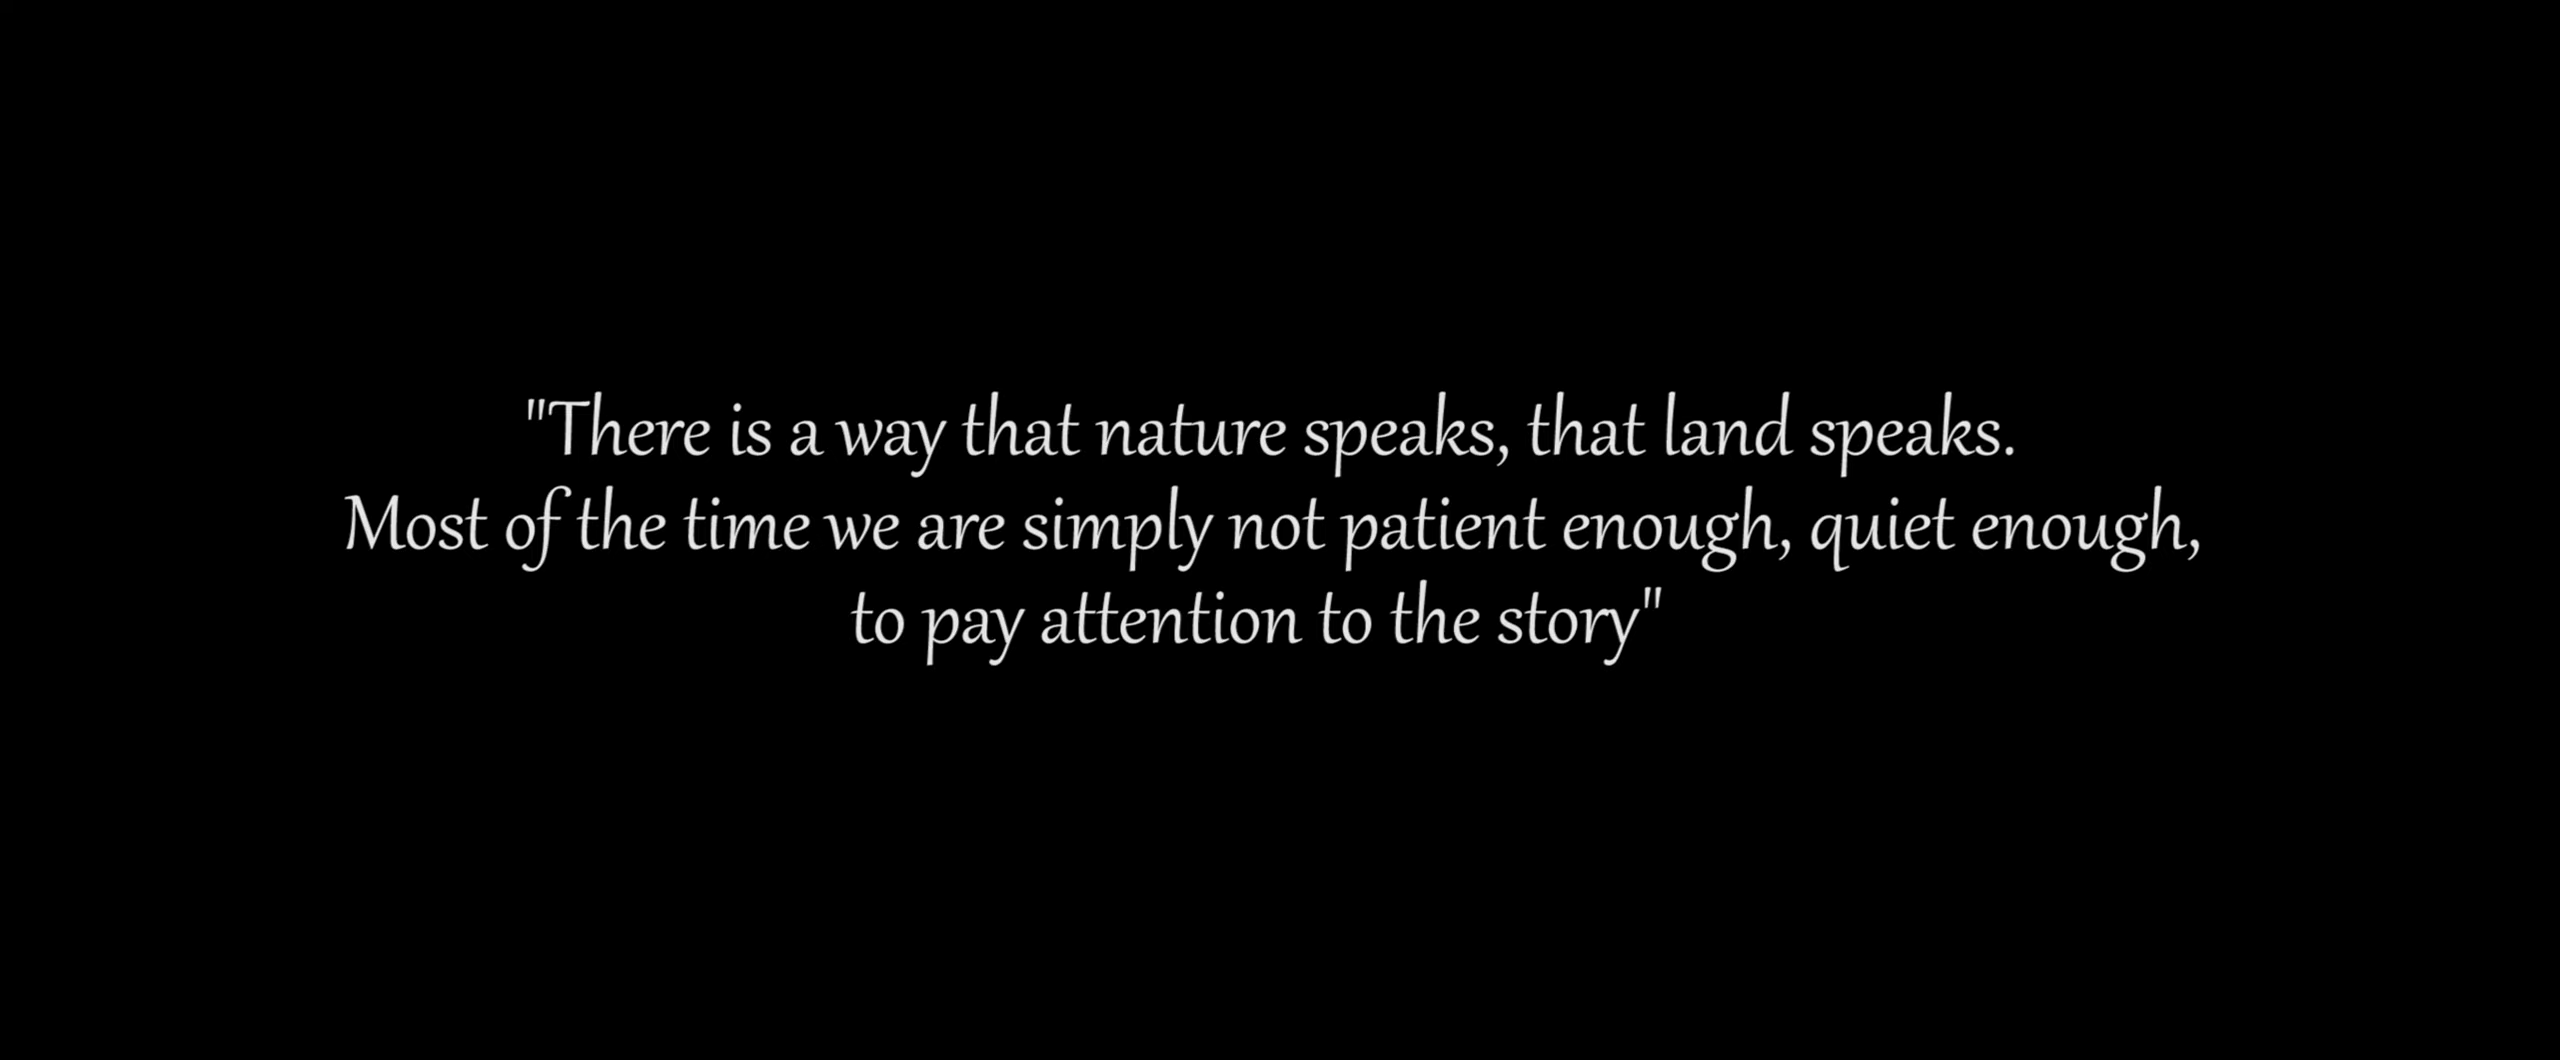 "There is a way that nature speaks, that land speaks.
Most of the time we are simply not patient enough, quiet enough,
to pay attention to the story"